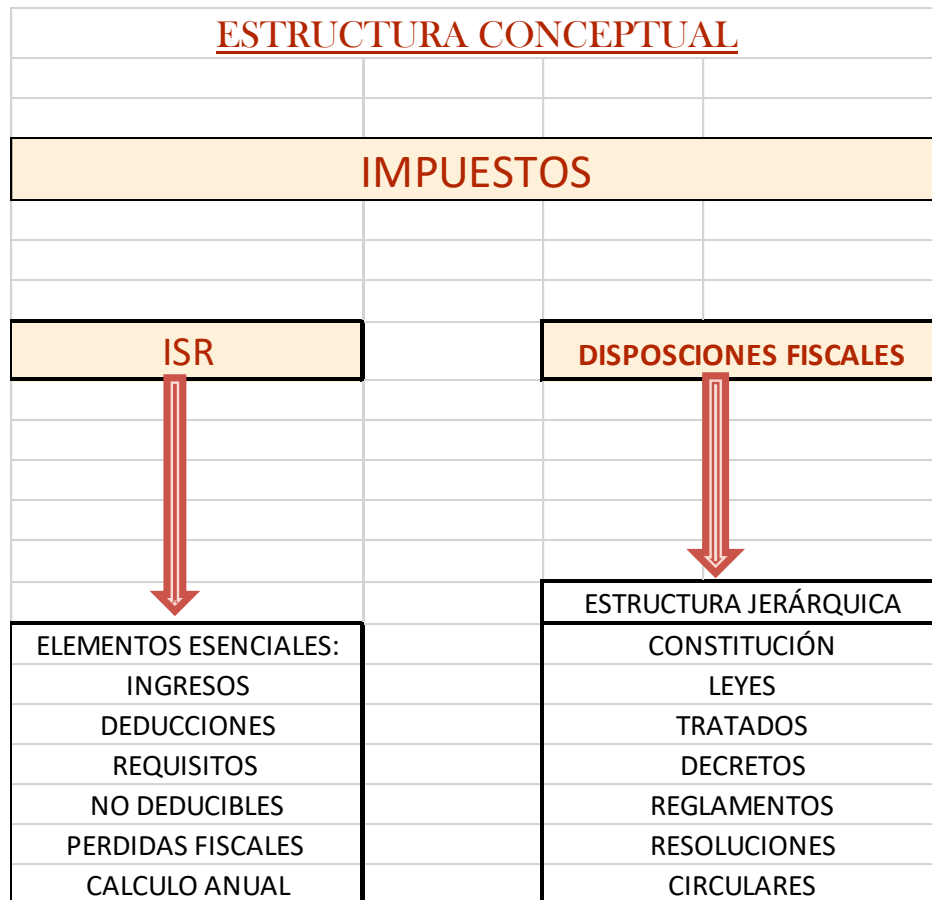 ESTRUCTURA CONCEPTUAL
IMPUESTOS
ISR
DISPOSCIONES FISCALES
ELEMENTOS ESENCIALES:
INGRESOS
DEDUCCIONES
REQUISITOS
NO DEDUCIBLES
PERDIDAS FISCALES
CALCULO ANUAL
ESTRUCTURA JERÁRQUICA
CONSTITUCIÓN
LEYES
TRATADOS
DECRETOS
REGLAMENTOS
RESOLUCIONES
CIRCULARES